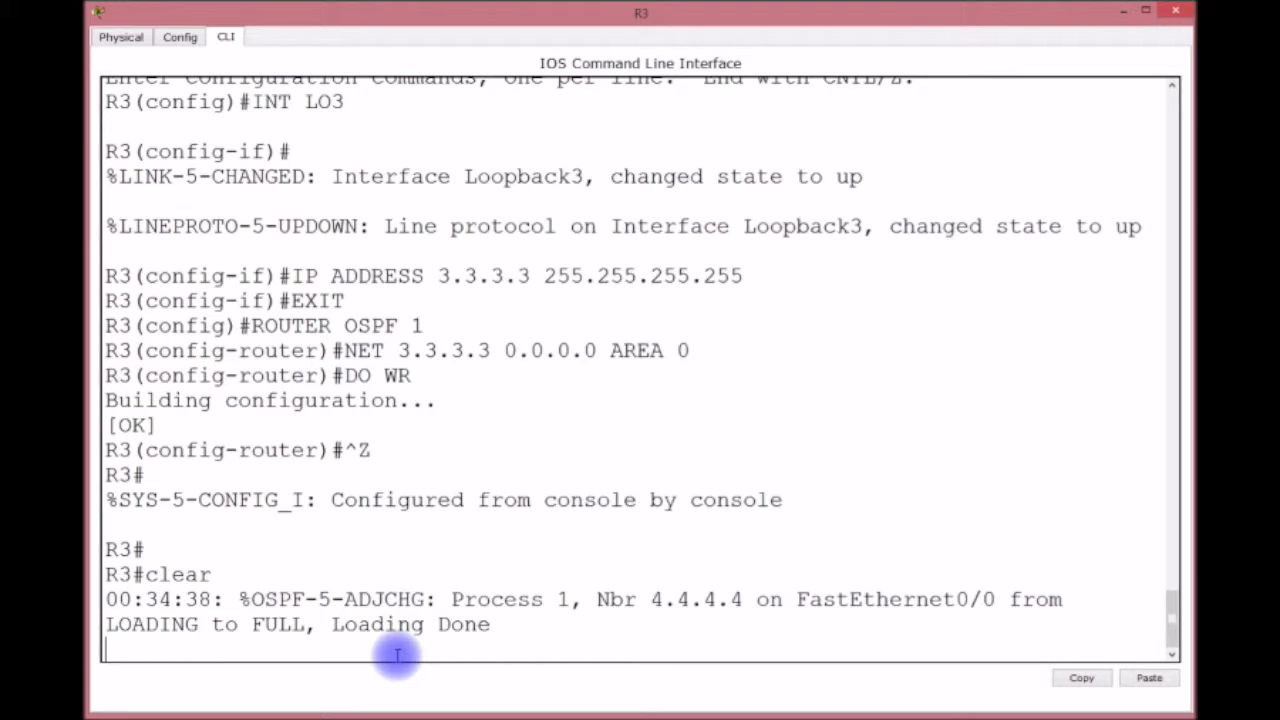 R3
Physical Config CLI
IOS Command Line Interface
Enter configuration commands, one per line. End with CNTL/Z.
R3(config)#INT LO3
R3(config-if)#
%LINK-5-CHANGED: Interface Loopback3, changed state to up
%LINEPROTO-5-UPDOWN: Line protocol on Interface Loopback3, changed state to up
R3(config-if)#IP ADDRESS 3.3.3.3 255.255.255.255
R3(config-if)#EXIT
R3(config)#ROUTER OSPF 1
R3(config-router)#NET 3.3.3.3 0.0.0.0 AREA 0
R3(config-router)#DO WR
Building configuration...
[OK]
R3(config-router)#^Z
R3#
%SYS-5-CONFIG_I: Configured from console by console
R3#
R3#clear
00:34:38: %OSPF-5-ADJCHG: Process 1, Nbr 4.4.4.4 on FastEthernet0/0 from
LOADING to FULL, Loading Done
Copy Paste